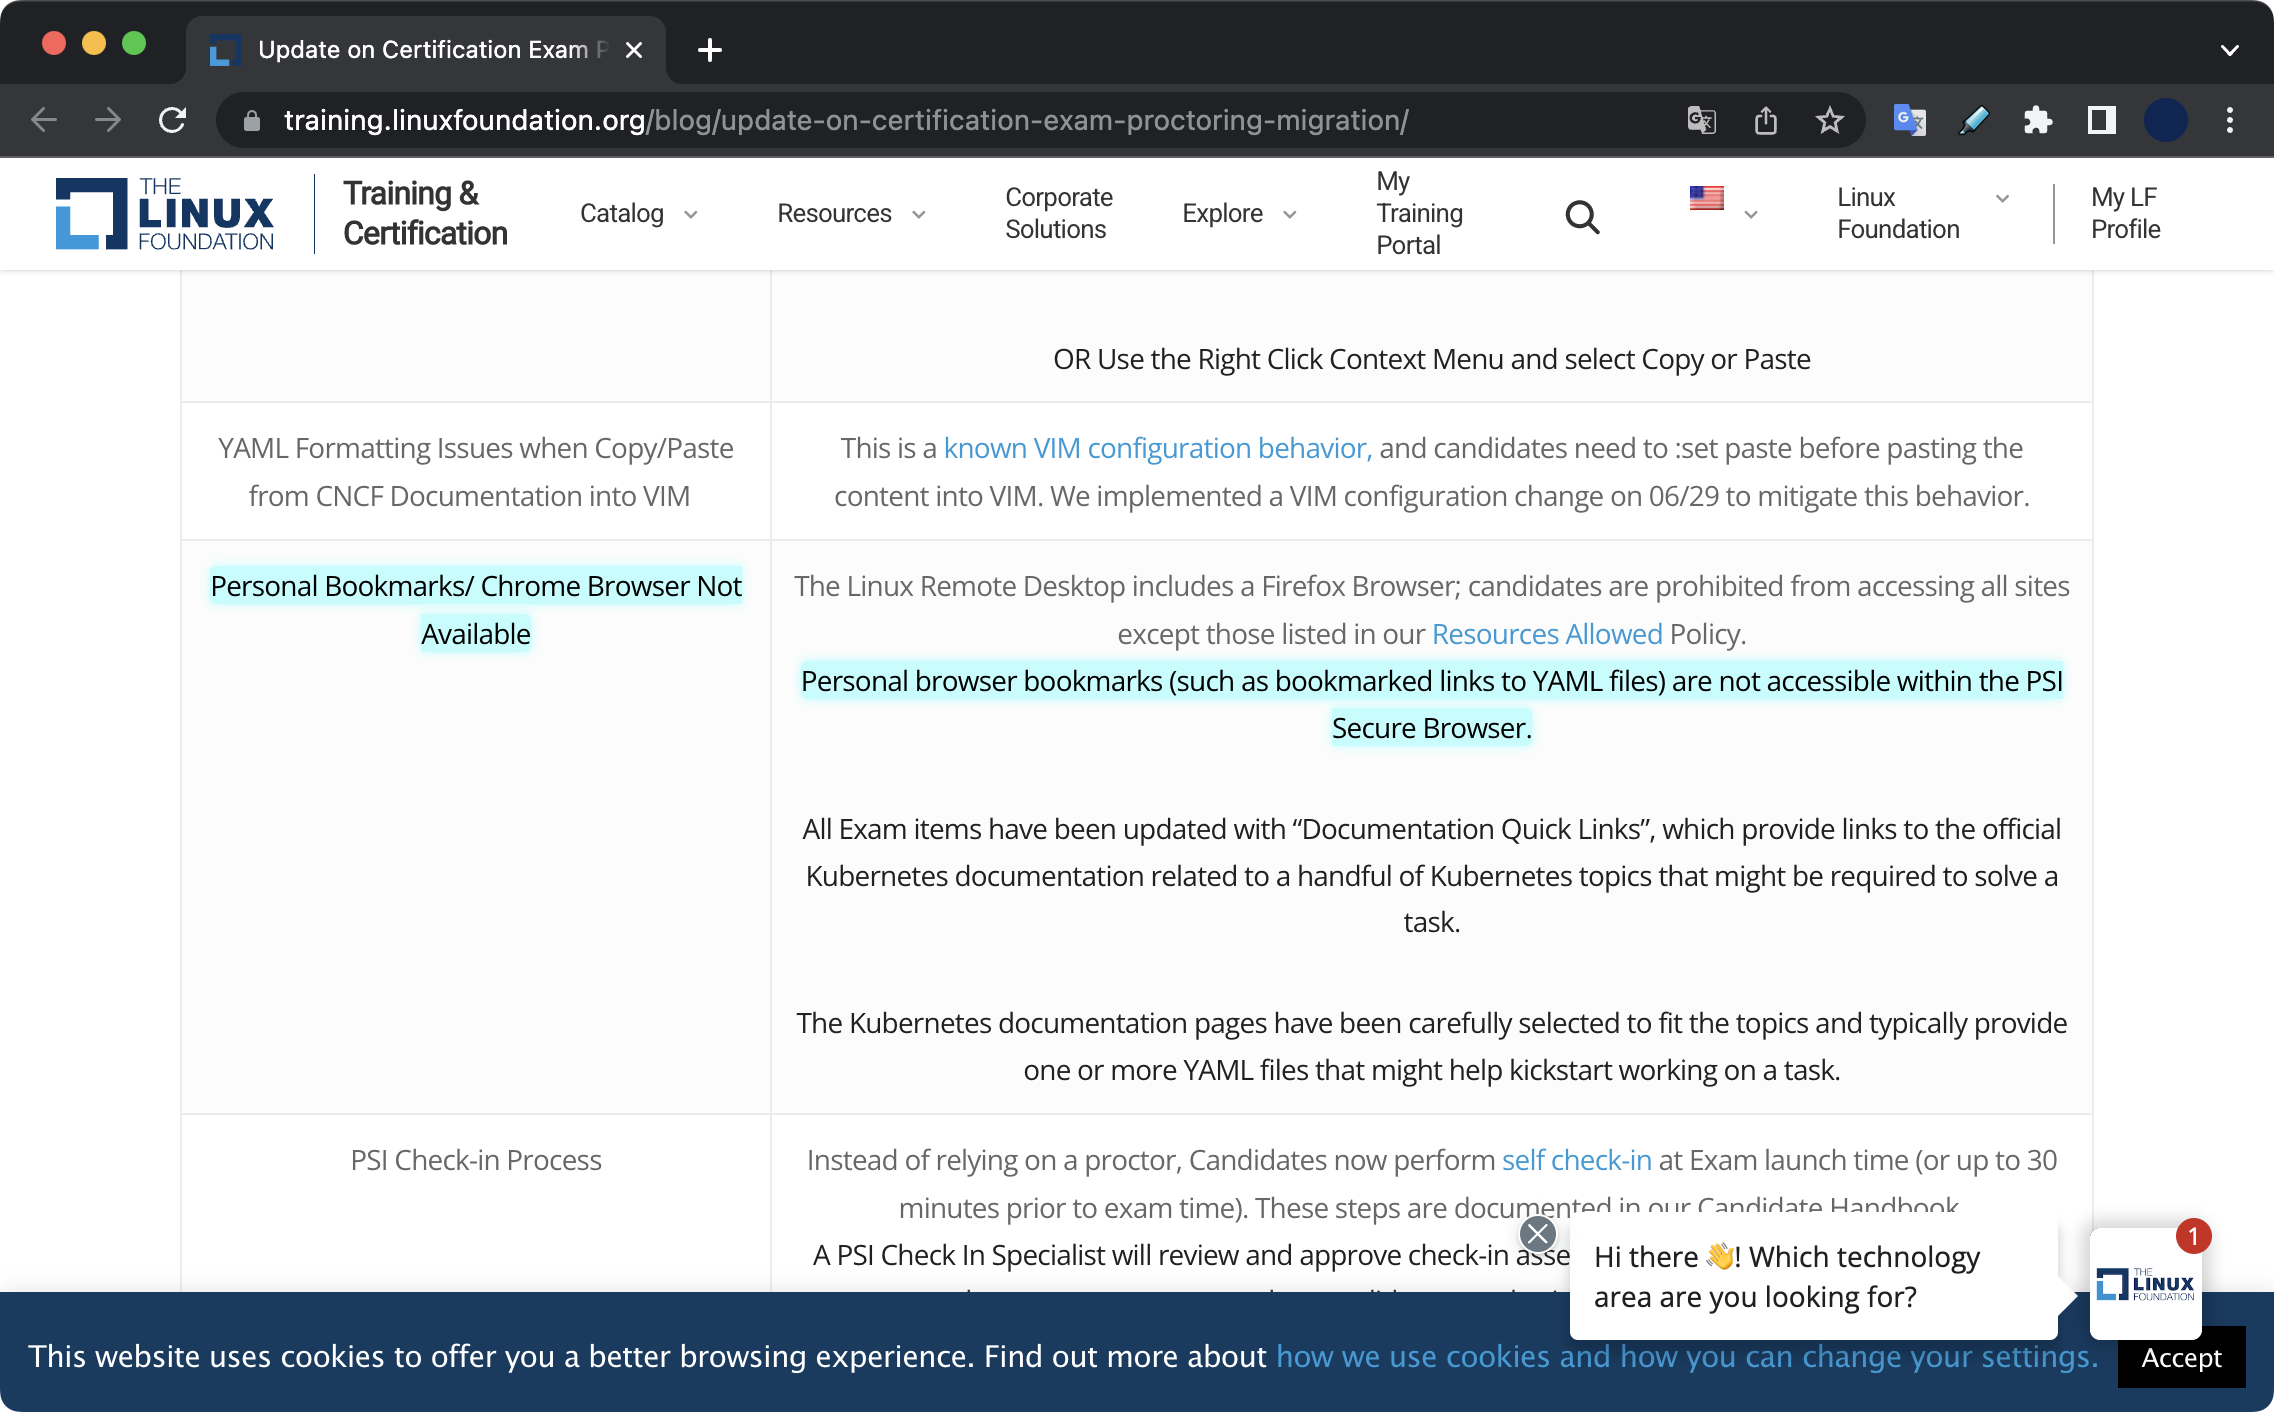 Update on Certification Exam P
training.linuxfoundation.org/blog/update-on-certification-exam-proctoring-migration/
THE
LINUX
FOUNDATION
Training &
Certification
Catalog
Resources
Corporate
Solutions
Explore
My
Training
Portal
Linux
Foundation
My LF
Profile
OR Use the Right Click Context Menu and select Copy or Paste
YAML Formatting Issues when Copy/Paste
from CNCF Documentation into VIM
This is a known VIM configuration behavior, and candidates need to :set paste before pasting the
content into VIM. We implemented a VIM configuration change on 06/29 to mitigate this behavior.
Personal Bookmarks/ Chrome Browser Not
Available
The Linux Remote Desktop includes a Firefox Browser; candidates are prohibited from accessing all sites
except those listed in our Resources Allowed Policy.
Personal browser bookmarks (such as bookmarked links to YAML files) are not accessible within the PSI
Secure Browser.
All Exam items have been updated with “Documentation Quick Links”, which provide links to the official
Kubernetes documentation related to a handful of Kubernetes topics that might be required to solve a
task.
The Kubernetes documentation pages have been carefully selected to fit the topics and typically provide
one or more YAML files that might help kickstart working on a task.
PSI Check-in Process
Instead of relying on a proctor, Candidates now perform self check-in at Exam launch time (or up to 30
minutes prior to exam time). These steps are documented in our Candidate Handbook
A PSI Check In Specialist will review and approve check-in asse
Hi there 👋! Which technology
area are you looking for?
1
THE
LINUX
FOUNDATION
This website uses cookies to offer you a better browsing experience. Find out more about how we use cookies and how you can change your settings.
Accept